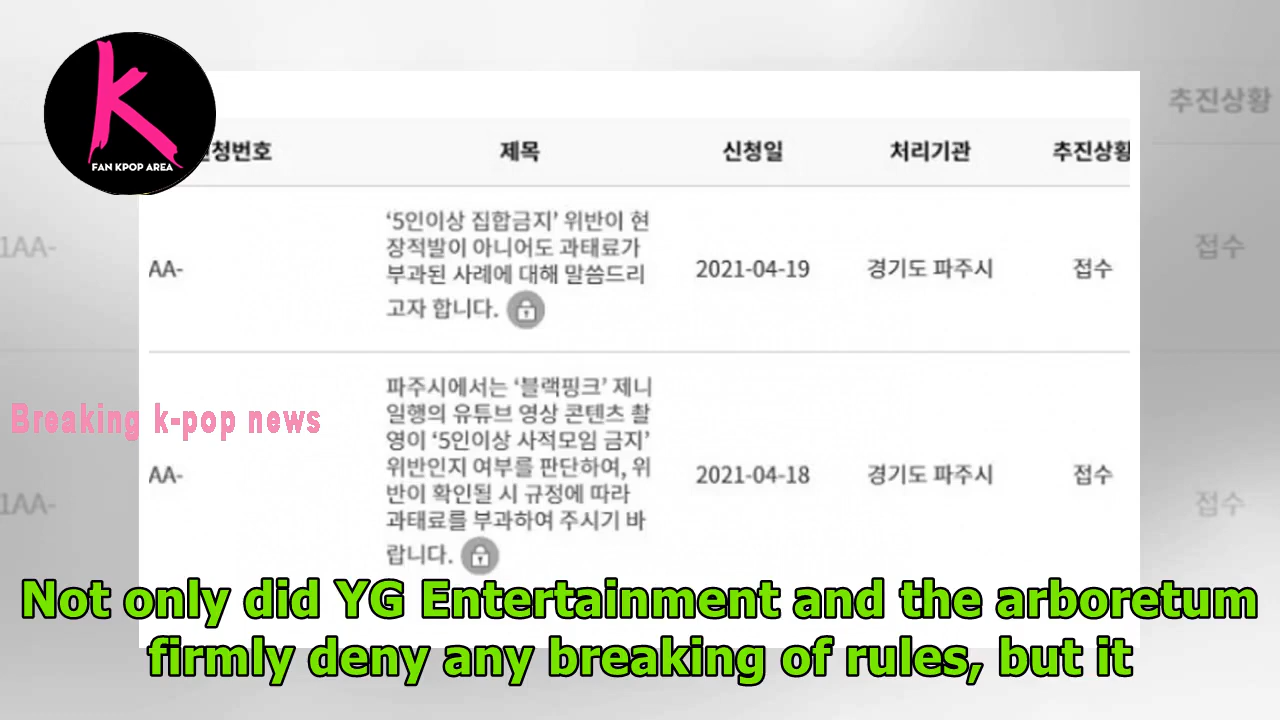 K
FAN KPOP AREA
추진상황
청번호 제목 신청일 처리기관 추진상황
'5인이상 집합금지' 위반이 현
장적발이 아니어도 과태료가
부과된 사례에 대해 말씀드리
고자 합니다.
AA- 2021-04-19 경기도 파주시 접수
1AA-
접수
파주시에서는 '블랙핑크' 제니
일행의 유튜브 영상 콘텐츠 촬
영이 '5인이상 사적모임 금지'
위반인지 여부를 판단하여, 위
반이 확인될 시 규정에 따라
과태료를 부과하여 주시기 바
랍니다.
AA- 2021-04-18 경기도 파주시 접수
1AA-
접수
Breaking k-pop news
Not only did YG Entertainment and the arboretum
firmly deny any breaking of rules, but it